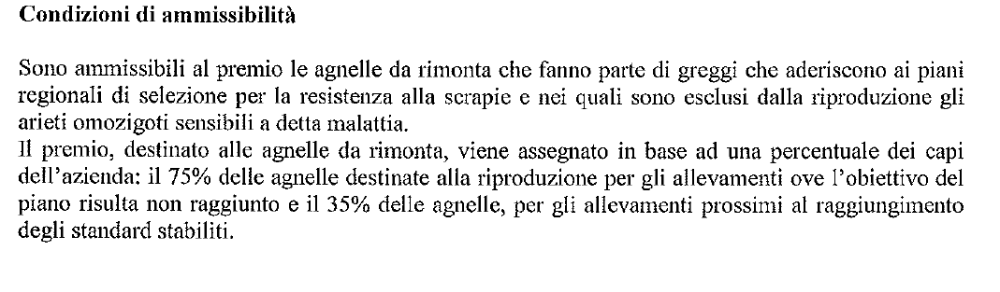 Condizioni di ammissibilità
Sono ammissibili al premio le agnelle da rimonta che fanno parte di greggi che aderiscono ai piani
regionali di selezione per la resistenza alla scrapie e nei quali sono esclusi dalla riproduzione gli
arieti omozigoti sensibili a detta malattia.
Il premio, destinato alle agnelle da rimonta, viene assegnato in base ad una percentuale dei capi
dell'azienda: il 75% delle agnelle destinate alla riproduzione per gli allevamenti ove l'obiettivo del
piano risulta non raggiunto e il 35% delle agnelle, per gli allevamenti prossimi al raggiungimento
degli standard stabiliti.